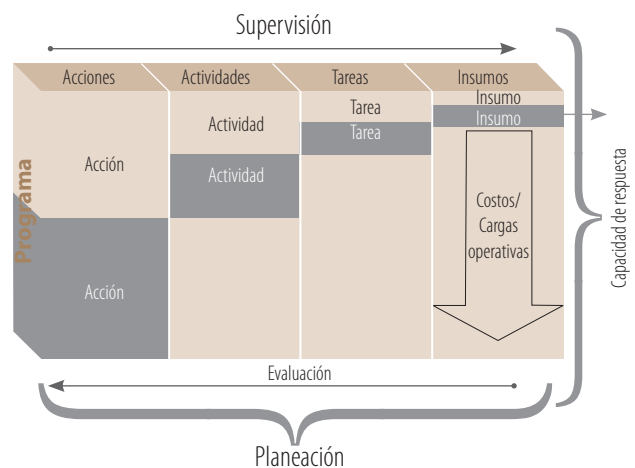 Supervisión
Acciones
Actividades
Tareas
Insumos
Programa
Acción
Acción
Actividad
Actividad
Tarea
Tarea
Insumo
Insumo
Costos/
Cargas
operativas
Capacidad de respuesta
Evaluación
Planeación